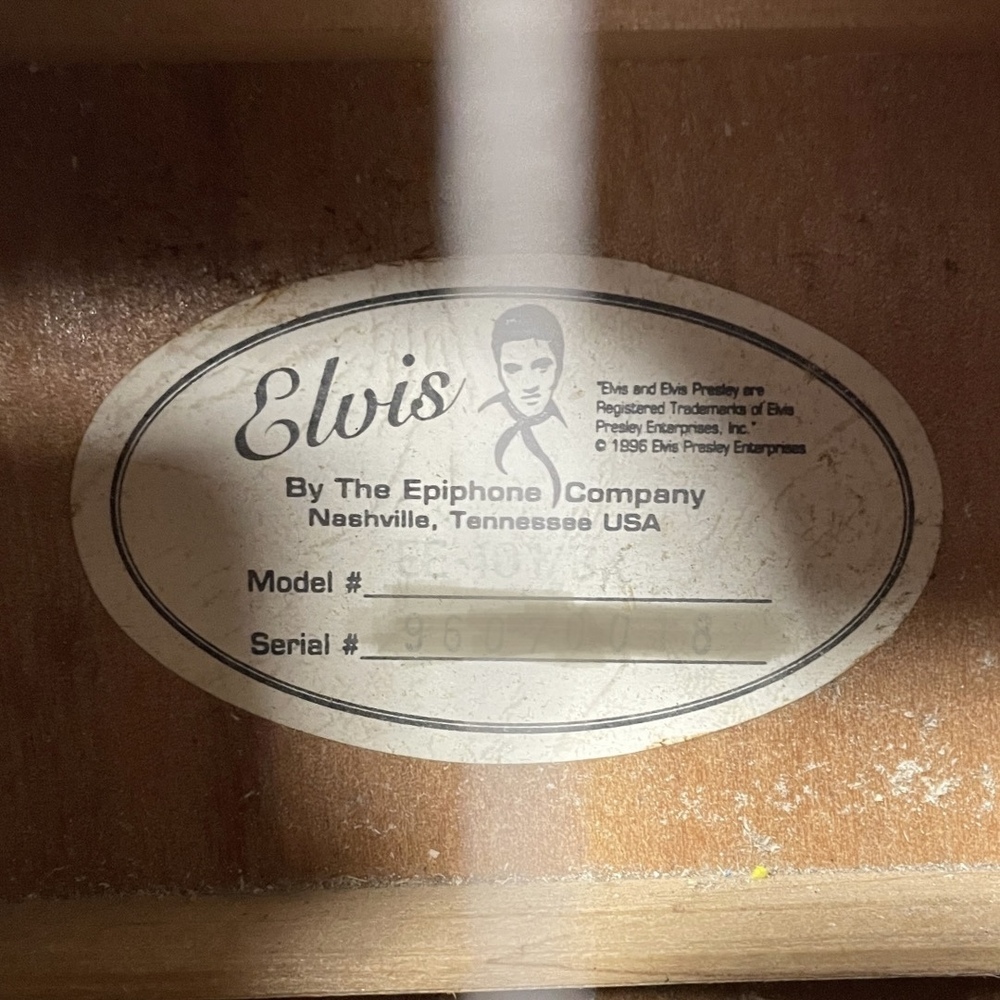 Elvis
"Elvis and Elvis Presley are
Registered Trademarks of Elvis
Presley Enterprises, Inc."
© 1996 Elvis Presley Enterprises
By The Epiphone Company
Nashville, Tennessee USA
Model #
Serial #